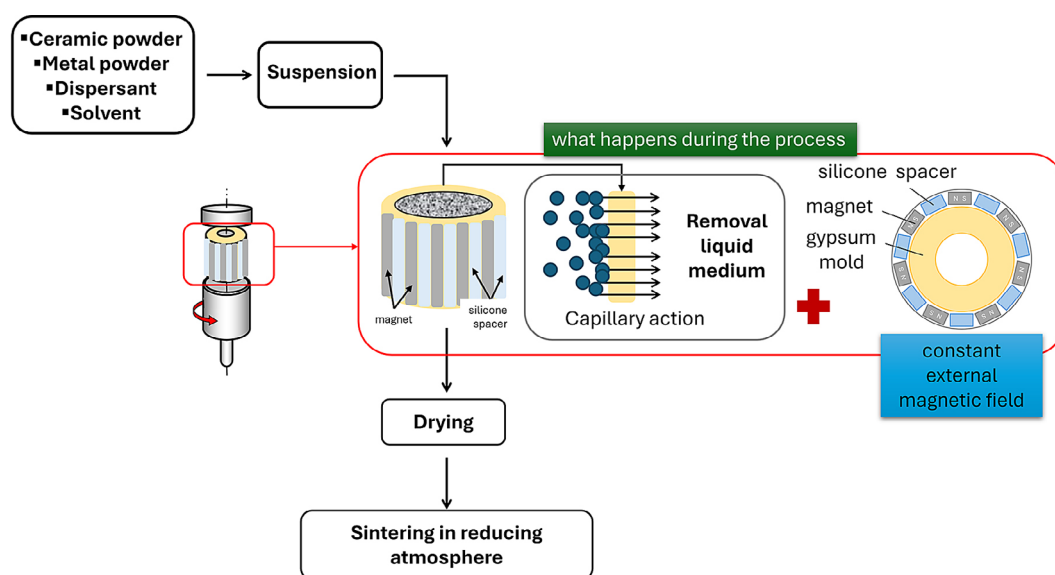 ▪Ceramic powder
▪Metal powder
▪Dispersant
▪Solvent
Suspension
what happens during the process
magnet
silicone
spacer
Removal
liquid
medium
Capillary action
silicone spacer
magnet
gypsum
mold
N S
N S
N S
N S
N S
N S
N S
constant
external
magnetic field
Drying
Sintering in reducing
atmosphere